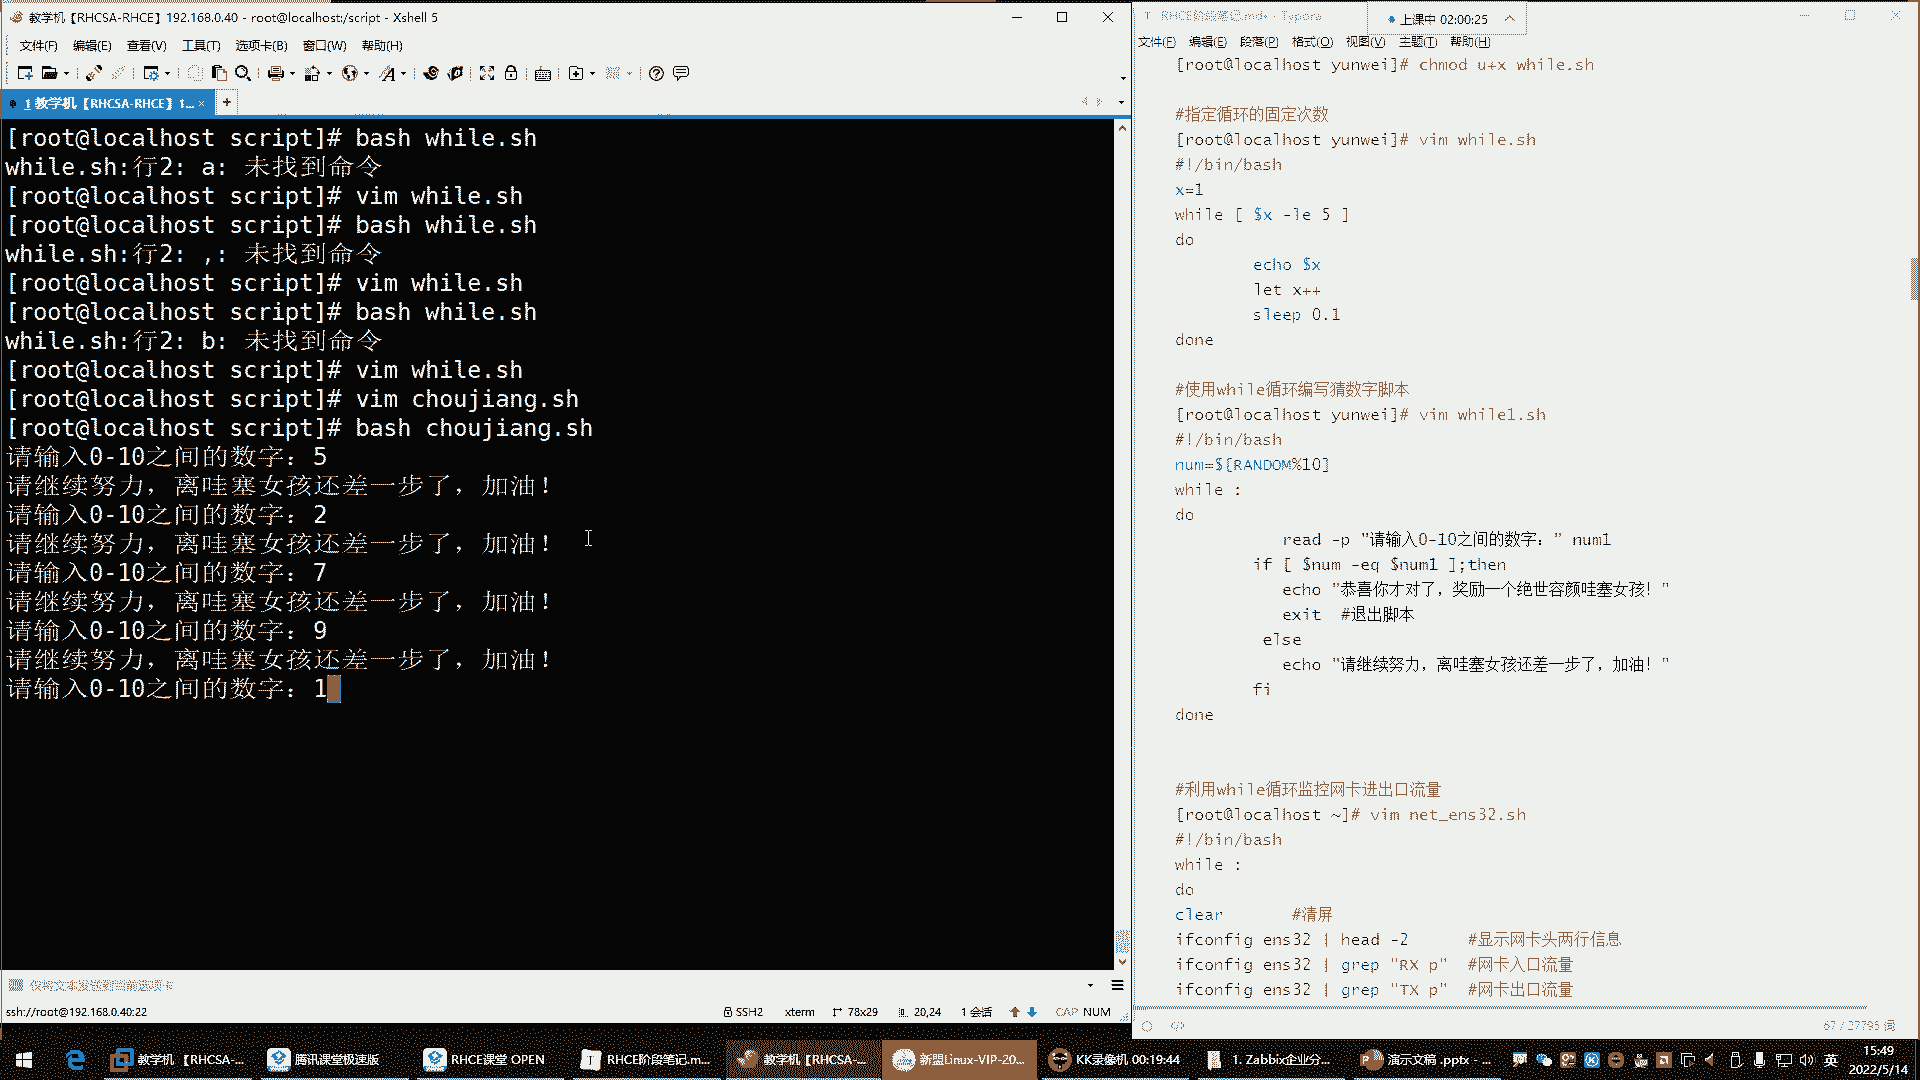 教学机【RHCSA-RHCE】192.168.0.40 - root@localhost:/script - Xshell 5
文件(F) 编辑(E) 查看(V) 工具(T) 选项卡(B) 窗口(W) 帮助(H)
1 教学机【RHCSA-RHCE】1... × +
[root@localhost script]# bash while.sh
while.sh:行2: a: 未找到命令
[root@localhost script]# vim while.sh
[root@localhost script]# bash while.sh
while.sh:行2: ,: 未找到命令
[root@localhost script]# vim while.sh
[root@localhost script]# bash while.sh
while.sh:行2: b: 未找到命令
[root@localhost script]# vim while.sh
[root@localhost script]# vim choujiang.sh
[root@localhost script]# bash choujiang.sh
请输入0-10之间的数字：5
请继续努力，离哇塞女孩还差一步了，加油！
请输入0-10之间的数字：2
请继续努力，离哇塞女孩还差一步了，加油！
请输入0-10之间的数字：7
请继续努力，离哇塞女孩还差一步了，加油！
请输入0-10之间的数字：9
请继续努力，离哇塞女孩还差一步了，加油！
请输入0-10之间的数字：1
仅将文本发送到当前选项卡
ssh://root@192.168.0.40:22 SSH2 xterm 78x29 20,24 1 会话 CAP NUM
RHCE阶段笔记.md• - Typora
上课中 02:00:25
文件(F) 编辑(E) 段落(P) 格式(O) 视图(V) 主题(T) 帮助(H)
[root@localhost yunwei]# chmod u+x while.sh
#指定循环的固定次数
[root@localhost yunwei]# vim while.sh
#!/bin/bash
x=1
while [ $x -le 5 ]
do
echo $x
let x++
sleep 0.1
done
#使用while循环编写猜数字脚本
[root@localhost yunwei]# vim while1.sh
#!/bin/bash
num=$[RANDOM%10]
while :
do
read -p "请输入0-10之间的数字：" num1
if [ $num -eq $num1 ];then
echo "恭喜你才对了，奖励一个绝世容颜哇塞女孩！"
exit #退出脚本
else
echo "请继续努力，离哇塞女孩还差一步了，加油！"
fi
done
#利用while循环监控网卡进出口流量
[root@localhost ~]# vim net_ens32.sh
#!/bin/bash
while :
do
clear #清屏
ifconfig ens32 | head -2 #显示网卡头两行信息
ifconfig ens32 | grep "RX p" #网卡入口流量
ifconfig ens32 | grep "TX p" #网卡出口流量
67 / 27795 词
教学机 【RHCSA-... 腾讯课堂极速版 RHCE课堂 OPEN RHCE阶段笔记.m... 教学机【RHCSA-... 新盟Linux-VIP-20... KK录像机 00:19:44 1. Zabbix企业分... 演示文稿 .pptx - ... 英 15:49
2022/5/14